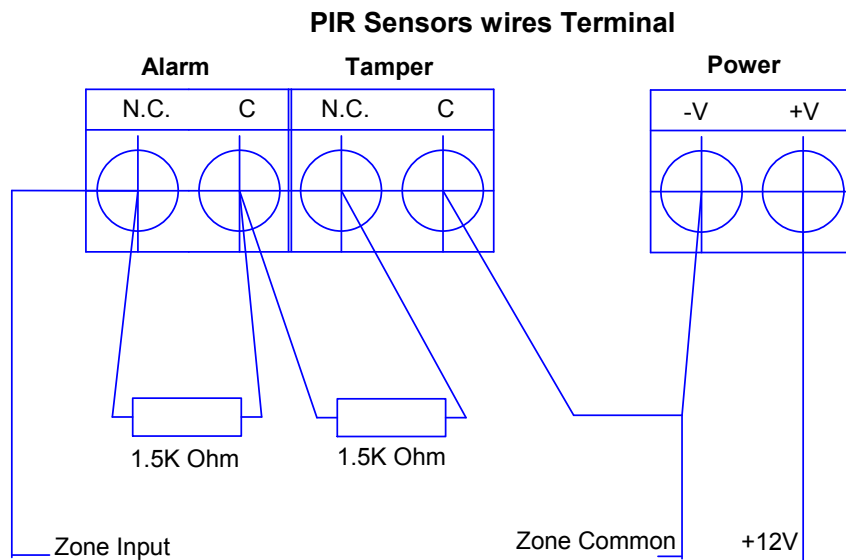 PIR Sensors wires Terminal
Alarm Tamper Power
N.C. C N.C. C -V +V
1.5K Ohm 1.5K Ohm
Zone Input Zone Common +12V